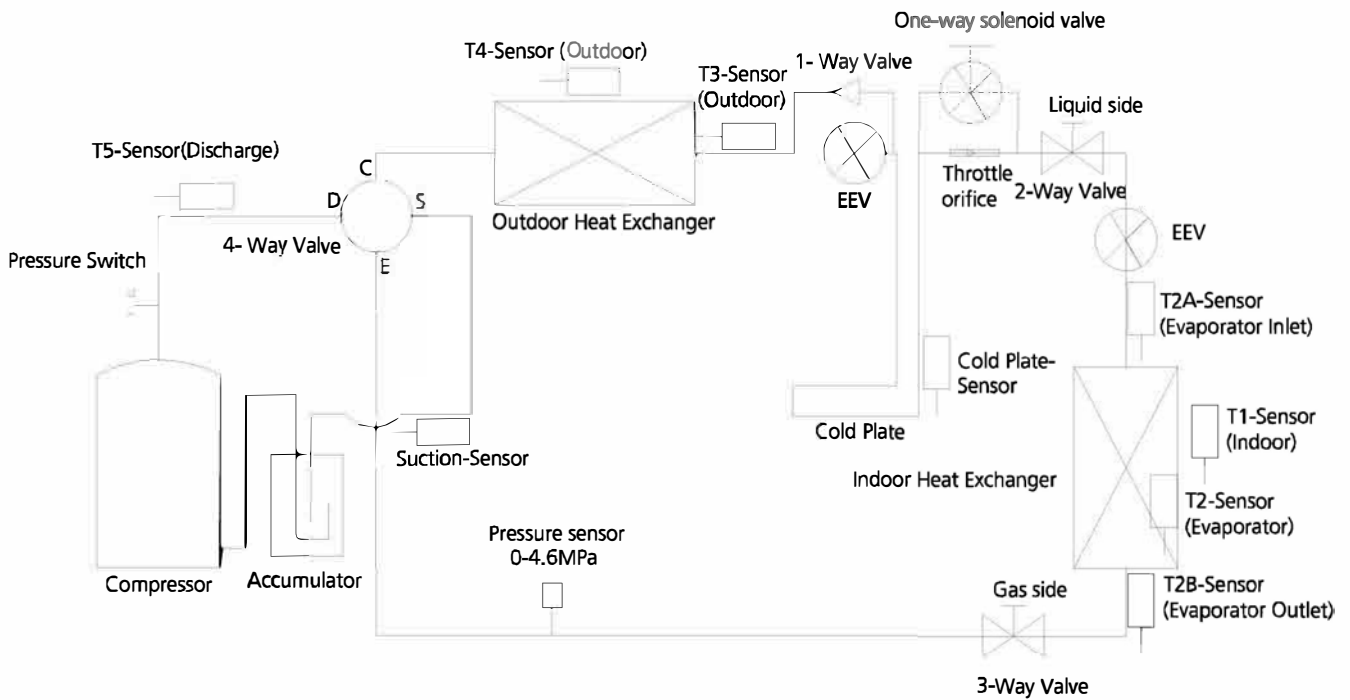 One-way solenoid valve
T4-Sensor (Outdoor)
T3-Sensor
(Outdoor)
1- Way Valve
Liquid side
T5-Sensor(Discharge)
C
D
S
E
4- Way Valve
Outdoor Heat Exchanger
EEV
Throttle
orifice
2-Way Valve
EEV
Pressure Switch
T2A-Sensor
(Evaporator Inlet)
Cold Plate-
Sensor
Cold Plate
T1-Sensor
(Indoor)
Suction-Sensor
Indoor Heat Exchanger
T2-Sensor
(Evaporator)
Pressure sensor
0-4.6MPa
Compressor
Accumulator
Gas side
T2B-Sensor
(Evaporator Outlet)
3-Way Valve